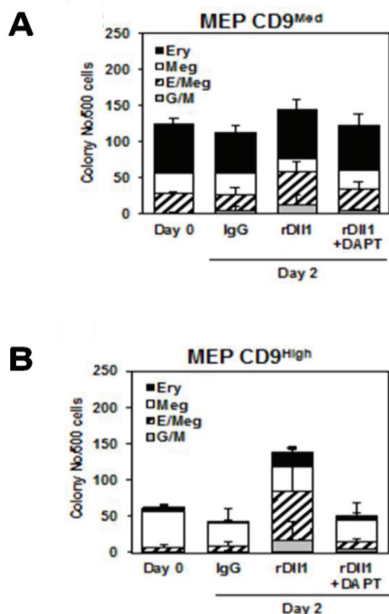 A
MEP CD9Med
Colony No/500 cells
250
200
150
100
50
0
Ery
Meg
E/Meg
G/M
Day 0
IgG
rDll1
rDll1
+DAPT
Day 2
B
MEP CD9High
Colony No/500 cells
250
200
150
100
50
0
Ery
Meg
E/Meg
G/M
Day 0
IgG
rDll1
rDll1
+DAPT
Day 2